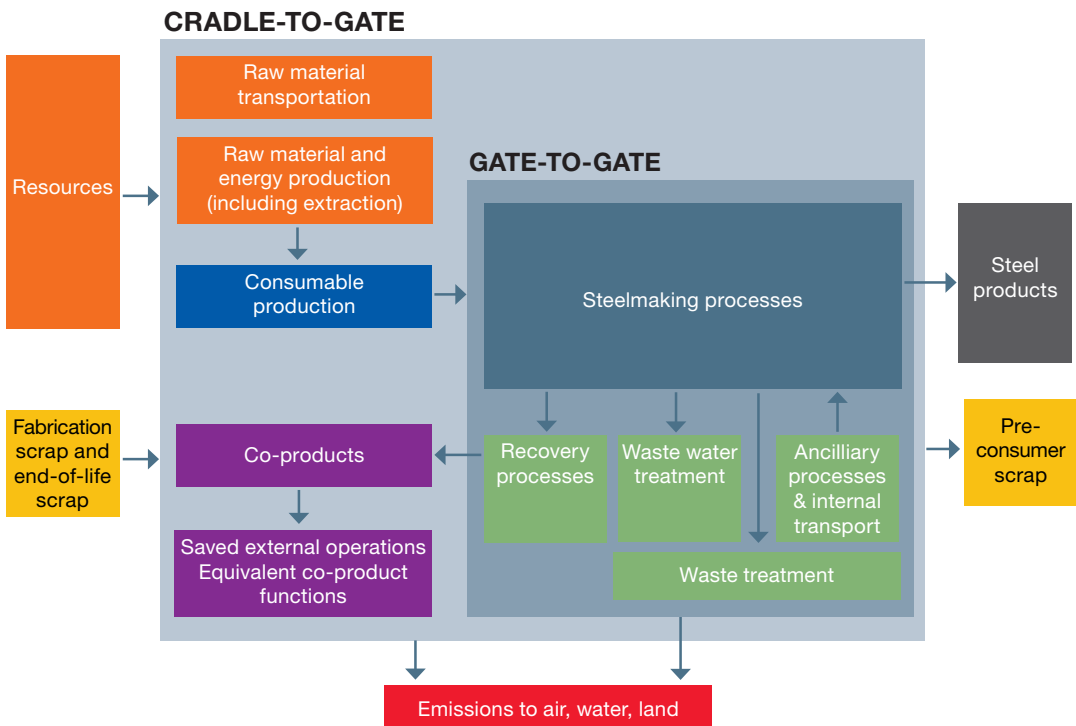 CRADLE-TO-GATE
Raw material
transportation
Resources
Raw material and
energy production
(including extraction)
GATE-TO-GATE
Consumable
production
Steelmaking processes
Steel
products
Fabrication
scrap and
end-of-life
scrap
Co-products
Recovery
processes
Waste water
treatment
Ancilliary
processes
& internal
transport
Pre-
consumer
scrap
Saved external operations
Equivalent co-product
functions
Waste treatment
Emissions to air, water, land